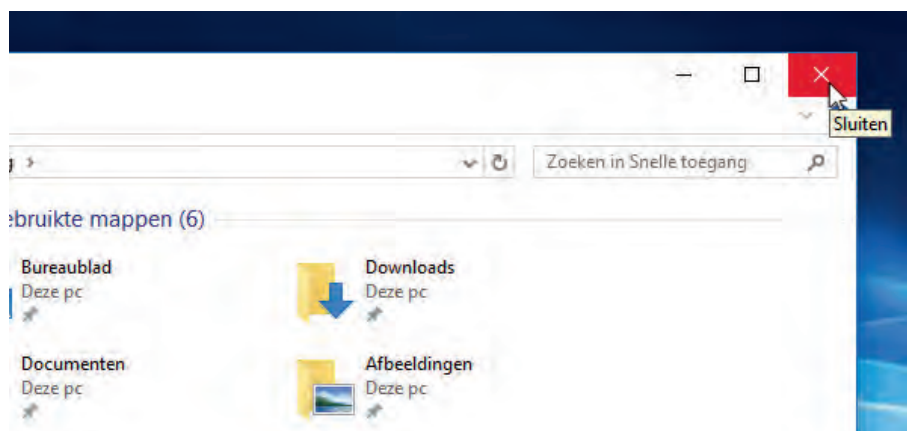 Sluiten
Zoeken in Snelle toegang
ebruikte mappen (6)
Bureaublad
Deze pc
Downloads
Deze pc
Documenten
Deze pc
Afbeeldingen
Deze pc